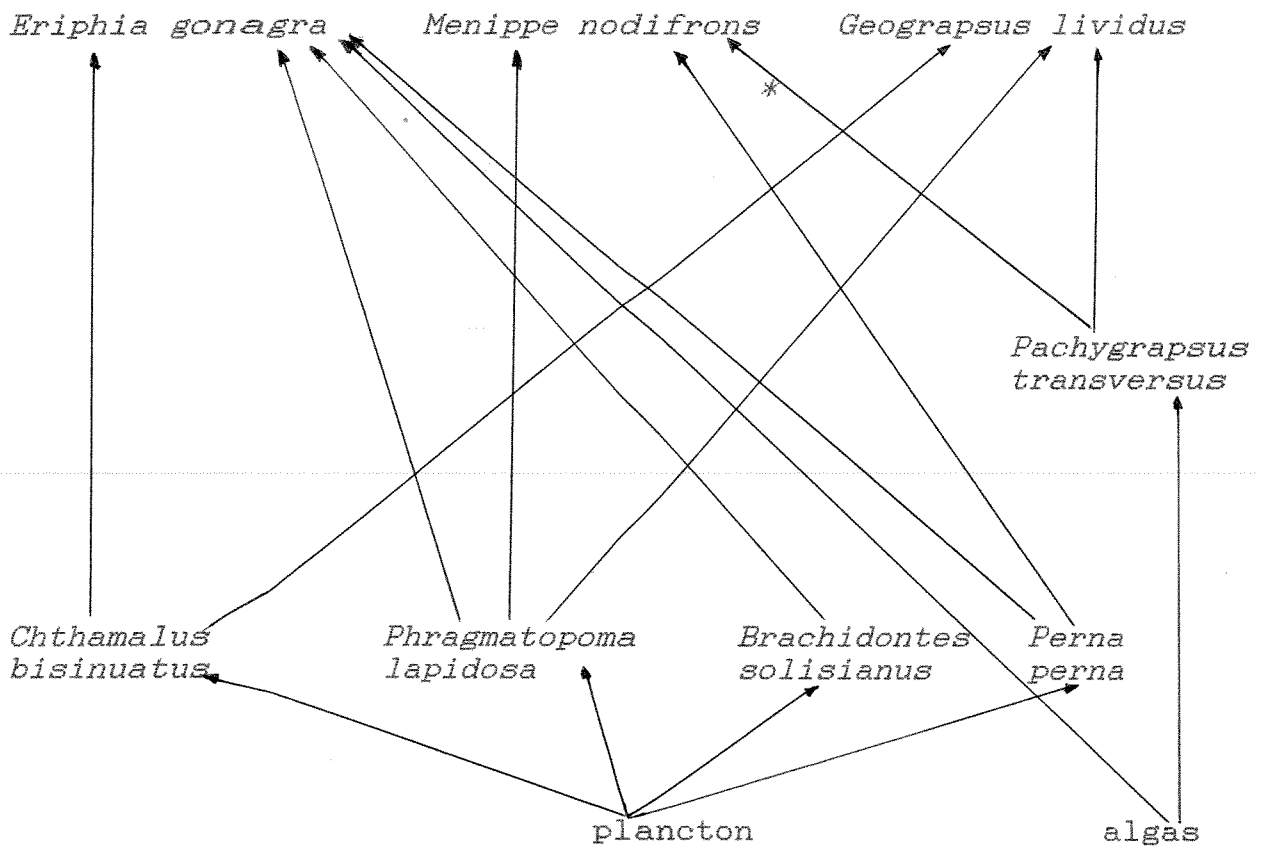 Eriphia gonagra Menippe nodifrons Geograpsus lividus
*
Pachygrapsus
transversus
Chthamalus Phragmatopoma Brachidontes Perna
bisinuatus lapidosa solisianus perna
plancton algas